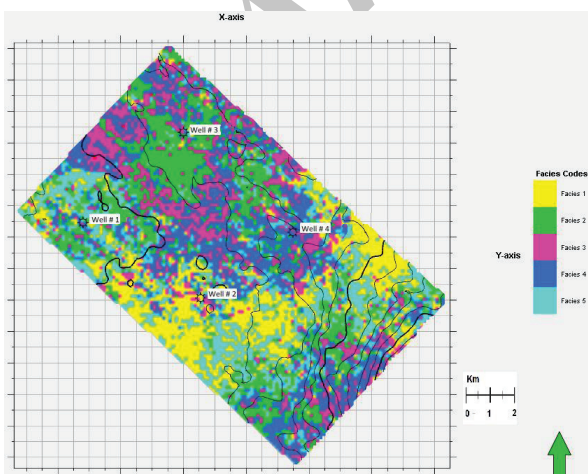 X-axis
Well # 3
Well # 1
Well # 4
Well # 2
Facies Codes
Facies 1
Facies 2
Facies 3
Facies 4
Facies 5
Y-axis
Km
0 1 2